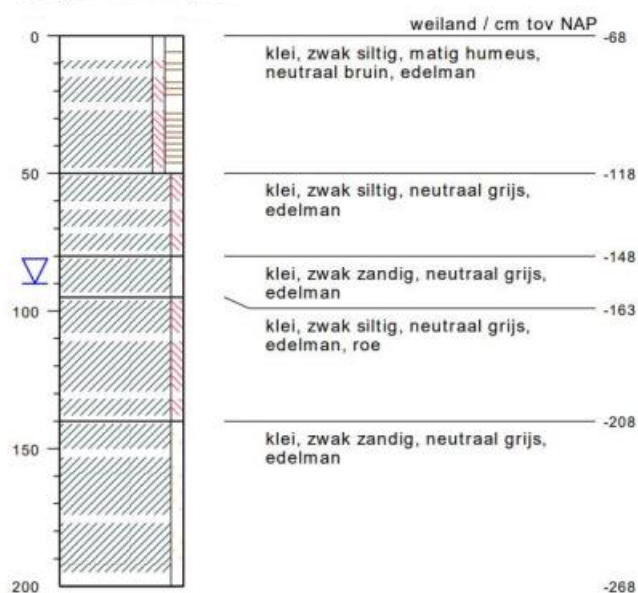 weiland / cm tov NAP
0
-68
klei, zwak siltig, matig humeus,
neutraal bruin, edelman
50
-118
klei, zwak siltig, neutraal grijs,
edelman
-148
klei, zwak zandig, neutraal grijs,
edelman
100
-163
klei, zwak siltig, neutraal grijs,
edelman, roe
-208
klei, zwak zandig, neutraal grijs,
edelman
150
200
-268